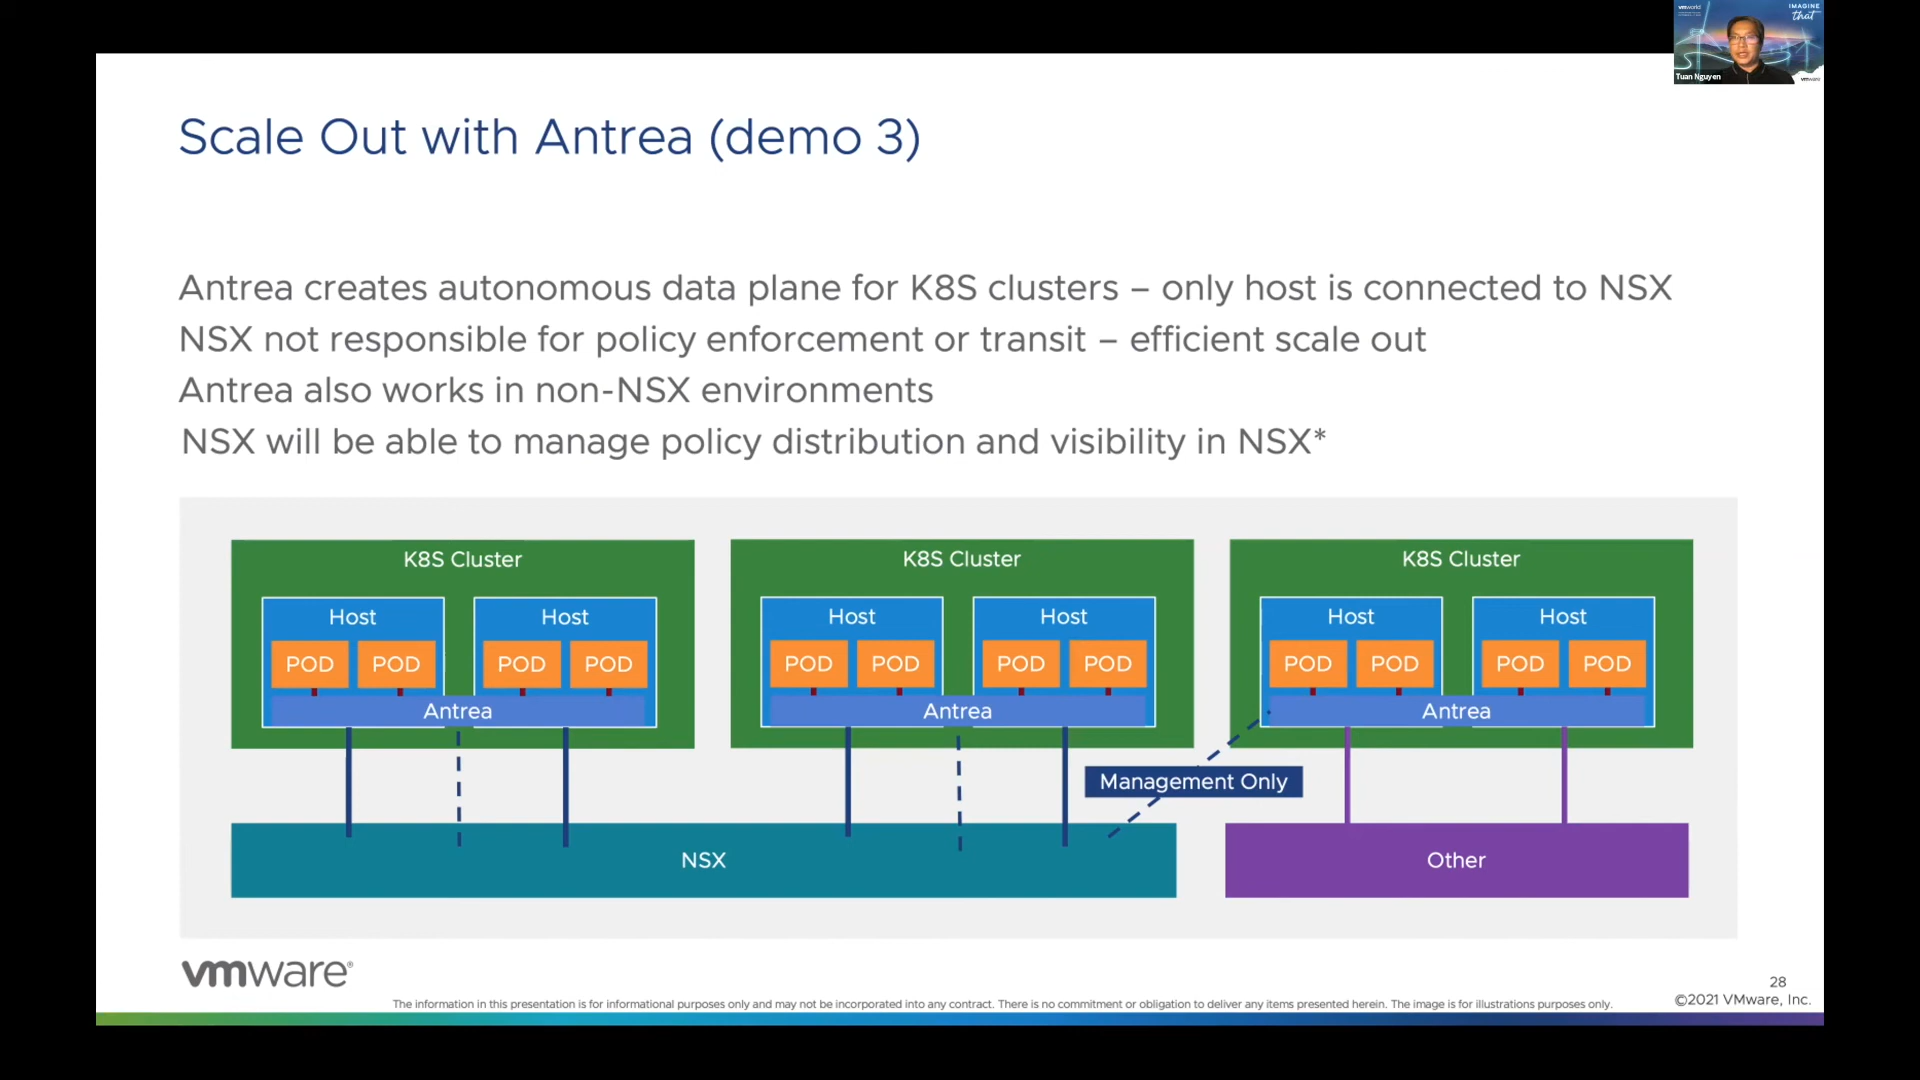 vmworld
IMAGINE
that
Tuan Nguyen
vmware
Scale Out with Antrea (demo 3)
Antrea creates autonomous data plane for K8S clusters – only host is connected to NSX
NSX not responsible for policy enforcement or transit – efficient scale out
Antrea also works in non-NSX environments
NSX will be able to manage policy distribution and visibility in NSX*
K8S Cluster
K8S Cluster
K8S Cluster
Host
Host
Host
Host
Host
Host
POD
POD
POD
POD
POD
POD
POD
POD
POD
POD
POD
POD
Antrea
Antrea
Antrea
Management Only
NSX
Other
vmware®
28
The information in this presentation is for informational purposes only and may not be incorporated into any contract. There is no commitment or obligation to deliver any items presented herein. The image is for illustrations purposes only.
©2021 VMware, Inc.